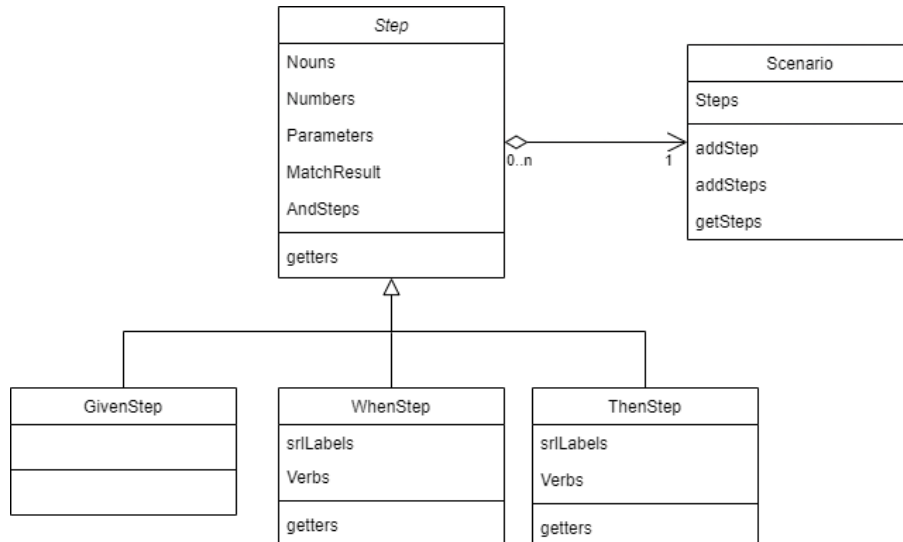 Step
Nouns
Numbers
Parameters
MatchResult
AndSteps
getters
0..n
1
Scenario
Steps
addStep
addSteps
getSteps
GivenStep
WhenStep
srlLabels
Verbs
getters
ThenStep
srlLabels
Verbs
getters